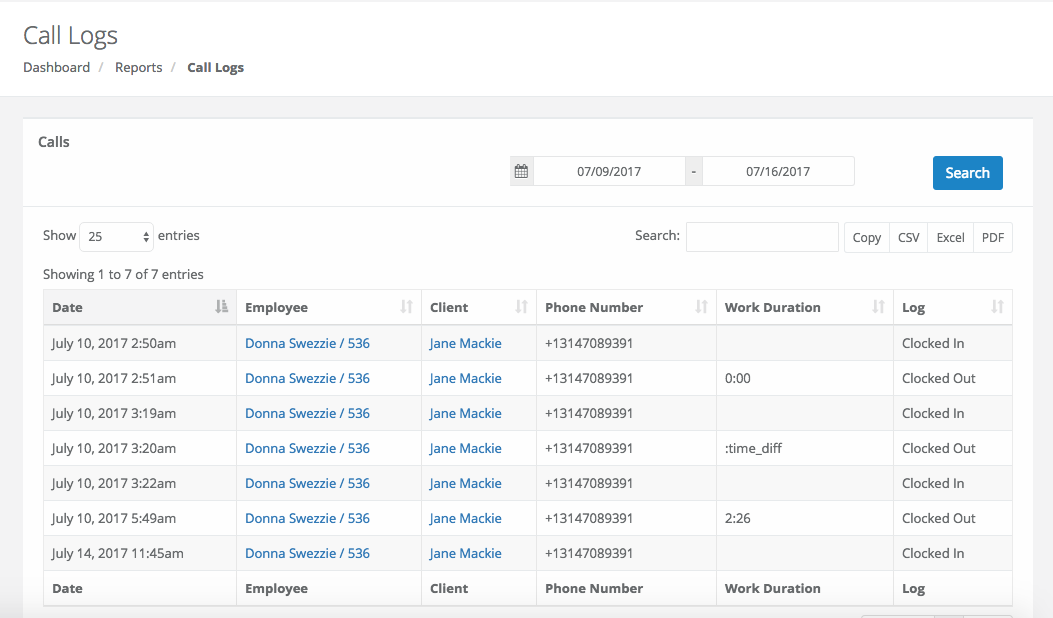 Call Logs
Dashboard / Reports / Call Logs
Calls
07/09/2017 - 07/16/2017 Search
Show 25 entries Search: Copy CSV Excel PDF
Showing 1 to 7 of 7 entries
Date Employee Client Phone Number Work Duration Log
July 10, 2017 2:50am Donna Swezzie / 536 Jane Mackie +13147089391 Clocked In
July 10, 2017 2:51am Donna Swezzie / 536 Jane Mackie +13147089391 0:00 Clocked Out
July 10, 2017 3:19am Donna Swezzie / 536 Jane Mackie +13147089391 Clocked In
July 10, 2017 3:20am Donna Swezzie / 536 Jane Mackie +13147089391 :time_diff Clocked Out
July 10, 2017 3:22am Donna Swezzie / 536 Jane Mackie +13147089391 Clocked In
July 10, 2017 5:49am Donna Swezzie / 536 Jane Mackie +13147089391 2:26 Clocked Out
July 14, 2017 11:45am Donna Swezzie / 536 Jane Mackie +13147089391 Clocked In
Date Employee Client Phone Number Work Duration Log